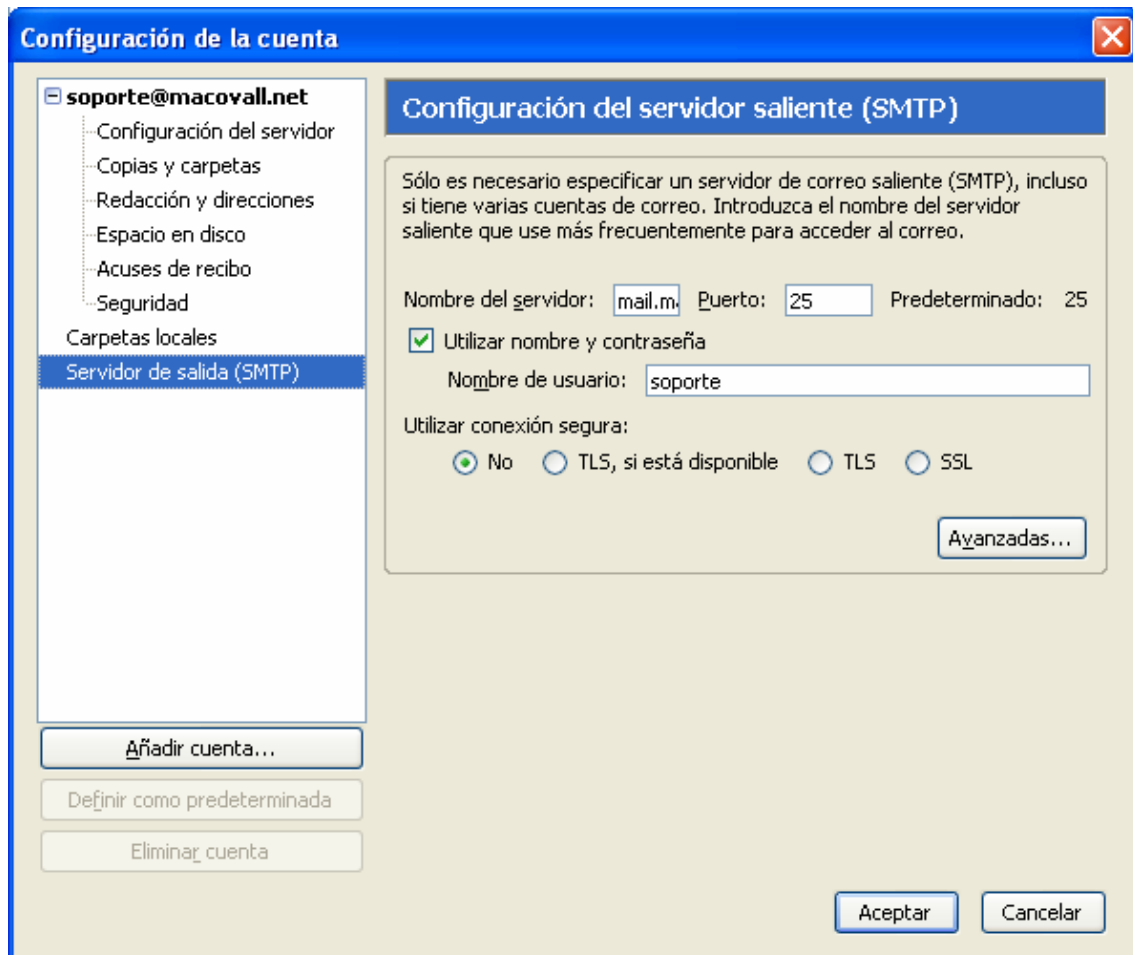 Configuración de la cuenta
soporte@macovall.net
Configuración del servidor
Copias y carpetas
Redacción y direcciones
Espacio en disco
Acuses de recibo
Seguridad
Carpetas locales
Servidor de salida (SMTP)
Añadir cuenta...
Definir como predeterminada
Eliminar cuenta
Configuración del servidor saliente (SMTP)
Sólo es necesario especificar un servidor de correo saliente (SMTP), incluso
si tiene varias cuentas de correo. Introduzca el nombre del servidor
saliente que use más frecuentemente para acceder al correo.
Nombre del servidor: mail.m Puerto: 25 Predeterminado: 25
Utilizar nombre y contraseña
Nombre de usuario: soporte
Utilizar conexión segura:
No TLS, si está disponible TLS SSL
Avanzadas...
Aceptar Cancelar